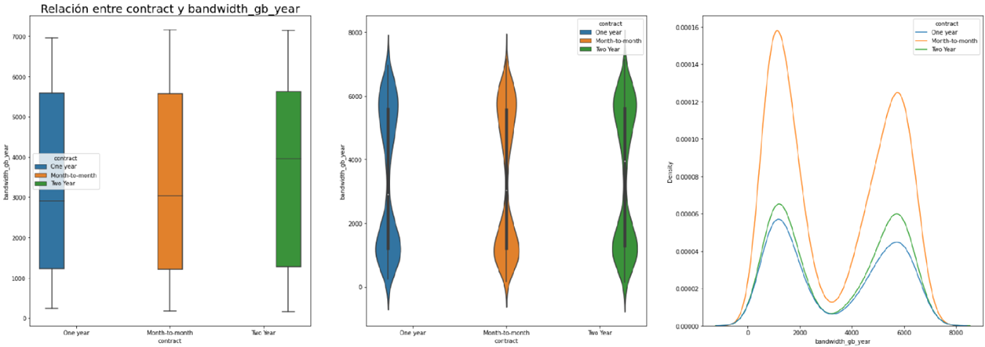 Relación entre contract y bandwidth_gb_year
bandwidth_gb_year
7000
6000
5000
4000
3000
2000
1000
0
contract
One year
Month-to-month
Two Year
One year
Month-to-month
Two Year
contract
bandwidth_gb_year
8000
6000
4000
2000
0
contract
One year
Month-to-month
Two Year
One year
Month-to-month
Two Year
contract
Density
0.00016
0.00014
0.00012
0.00010
0.00008
0.00006
0.00004
0.00002
0.00000
contract
One year
Month-to-month
Two Year
0
2000
4000
6000
8000
bandwidth_gb_year